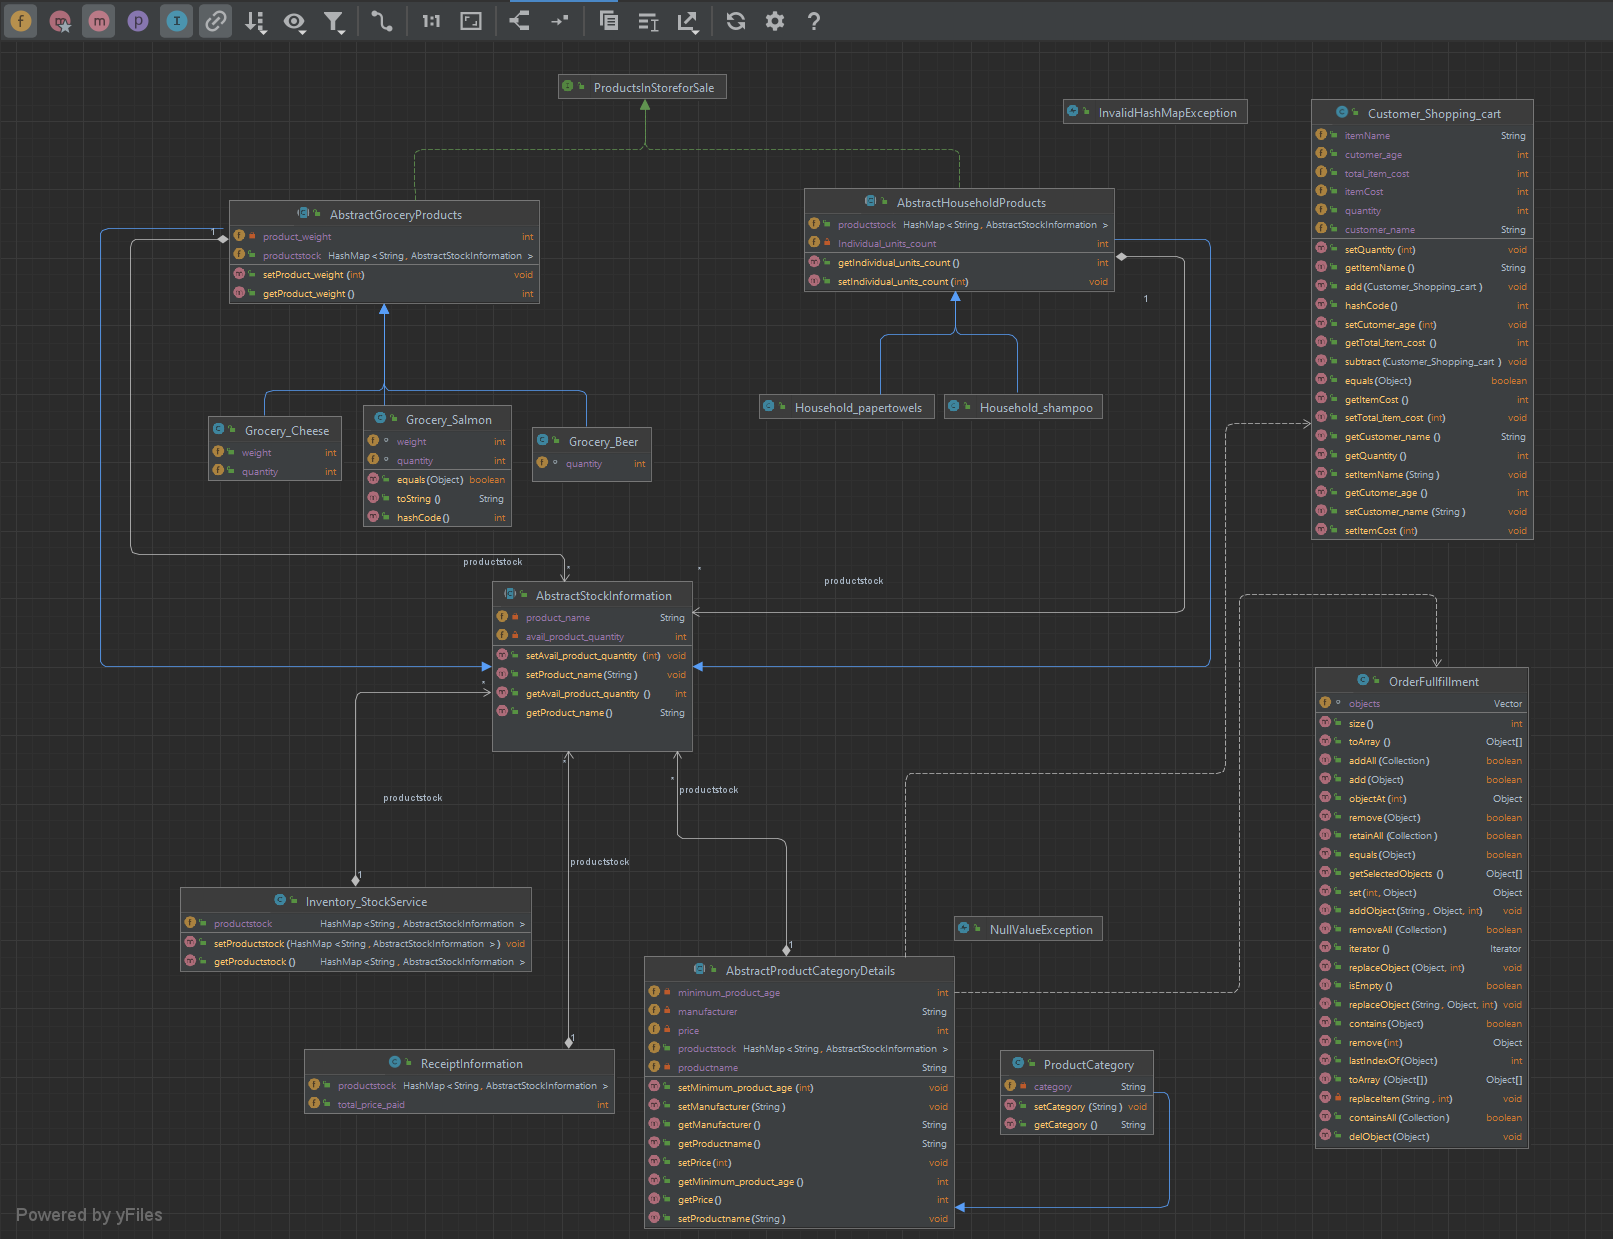 f m m p I 1:1 ?
ProductsInStoreforSale
InvalidHashMapException
Customer_Shopping_cart
itemName String
cutomer_age int
total_item_cost int
itemCost int
quantity int
customer_name String
setQuantity (int) void
getItemName () String
add (Customer_Shopping_cart ) void
hashCode () int
setCutomer_age (int) void
getTotal_item_cost () int
subtract (Customer_Shopping_cart ) void
equals (Object) boolean
getItemCost () int
setTotal_item_cost (int) void
getCustomer_name () String
getQuantity () int
setItemName (String ) void
getCutomer_age () int
setCustomer_name (String ) void
setItemCost (int) void
AbstractGroceryProducts
product_weight int
productstock HashMap <String , AbstractStockInformation >
setProduct_weight (int) void
getProduct_weight () int
1
AbstractHouseholdProducts
productstock HashMap <String , AbstractStockInformation >
Individual_units_count int
getIndividual_units_count () int
setIndividual_units_count (int) void
1
Household_papertowels
Household_shampoo
Grocery_Cheese
weight int
quantity int
Grocery_Salmon
weight int
quantity int
equals (Object) boolean
toString () String
hashCode () int
Grocery_Beer
quantity int
productstock
*
*
productstock
AbstractStockInformation
product_name String
avail_product_quantity int
setAvail_product_quantity (int) void
setProduct_name (String ) void
getAvail_product_quantity () int
getProduct_name () String
*
*
*
productstock
productstock
productstock
1
1
1
Inventory_StockService
productstock HashMap <String , AbstractStockInformation >
setProductstock (HashMap <String , AbstractStockInformation > ) void
getProductstock () HashMap <String , AbstractStockInformation >
ReceiptInformation
productstock HashMap <String , AbstractStockInformation >
total_price_paid int
NullValueException
AbstractProductCategoryDetails
minimum_product_age int
manufacturer String
price int
productstock HashMap <String , AbstractStockInformation >
productname String
setMinimum_product_age (int) void
setManufacturer (String ) void
getManufacturer () String
getProductname () String
setPrice (int) void
getMinimum_product_age () int
getPrice () int
setProductname (String ) void
ProductCategory
category String
setCategory (String ) void
getCategory () String
OrderFullfillment
objects Vector
size () int
toArray () Object[]
addAll (Collection ) boolean
add (Object) boolean
objectAt (int) Object
remove (Object) boolean
retainAll (Collection ) boolean
equals (Object) boolean
getSelectedObjects () Object[]
set (int, Object) Object
addObject (String , Object, int) void
removeAll (Collection ) boolean
iterator () Iterator
replaceObject (Object, int) void
isEmpty () boolean
replaceObject (String , Object, int) void
contains (Object) boolean
remove (int) Object
lastIndexOf (Object) int
toArray (Object[]) Object[]
replaceItem (String , int) void
containsAll (Collection ) boolean
delObject (Object) void
Powered by yFiles